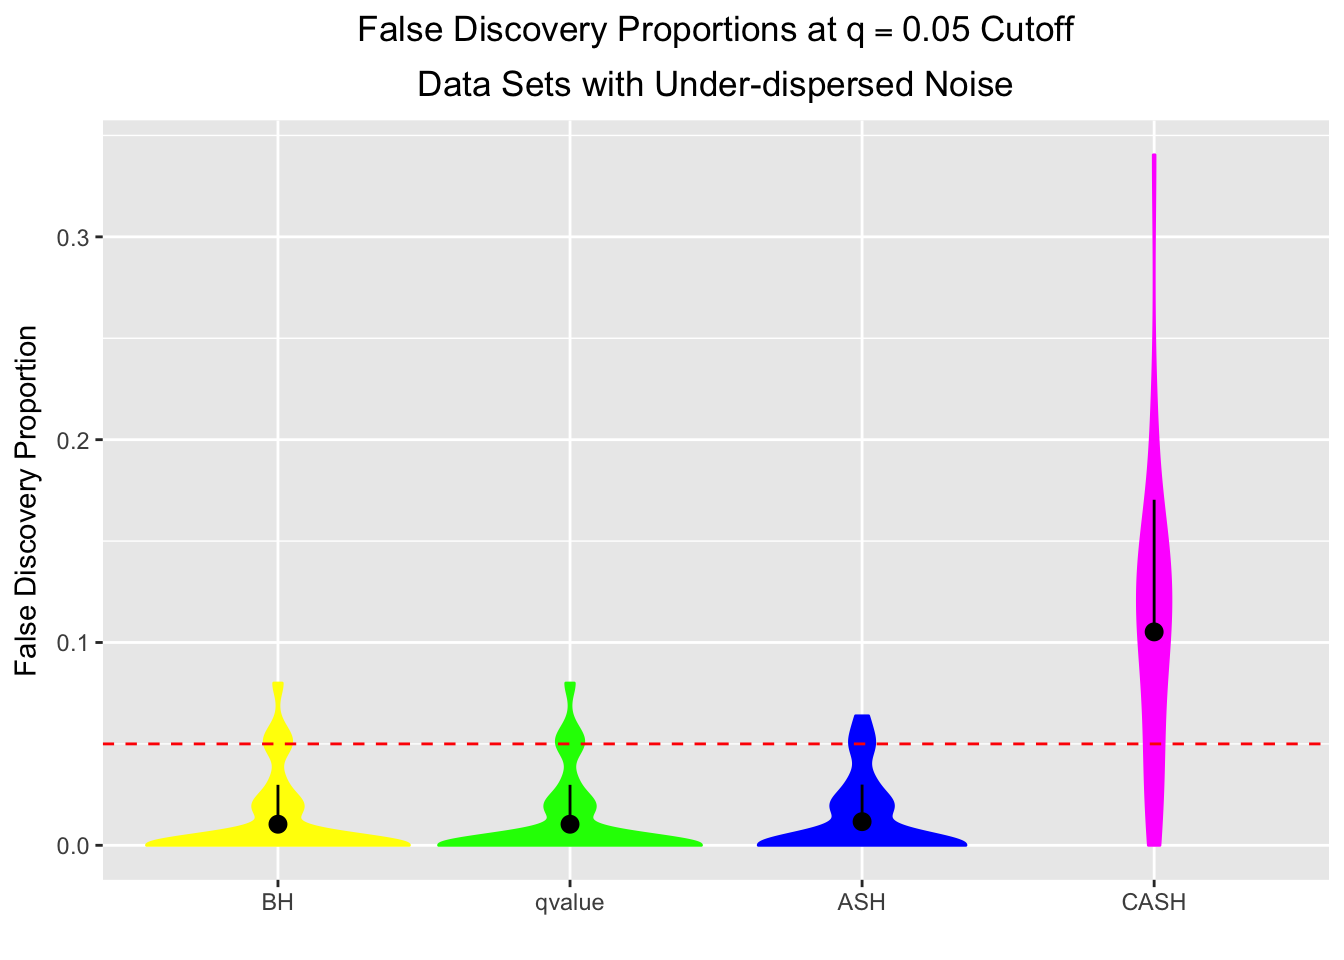 False Discovery Proportions at q = 0.05 Cutoff
Data Sets with Under-dispersed Noise
False Discovery Proportion
0.3
0.2
0.1
0.0
BH
qvalue
ASH
CASH